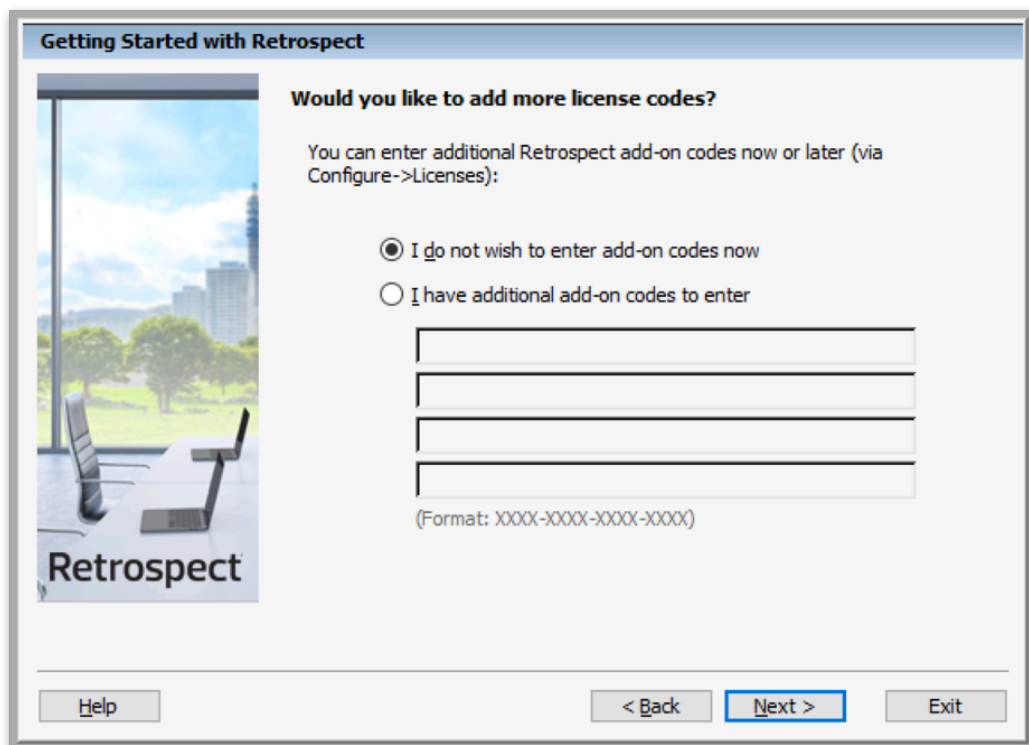 Getting Started with Retrospect
Would you like to add more license codes?
You can enter additional Retrospect add-on codes now or later (via
Configure->Licenses):
I do not wish to enter add-on codes now
I have additional add-on codes to enter
(Format: XXXX-XXXX-XXXX-XXXX)
Retrospect
Help
< Back
Next >
Exit